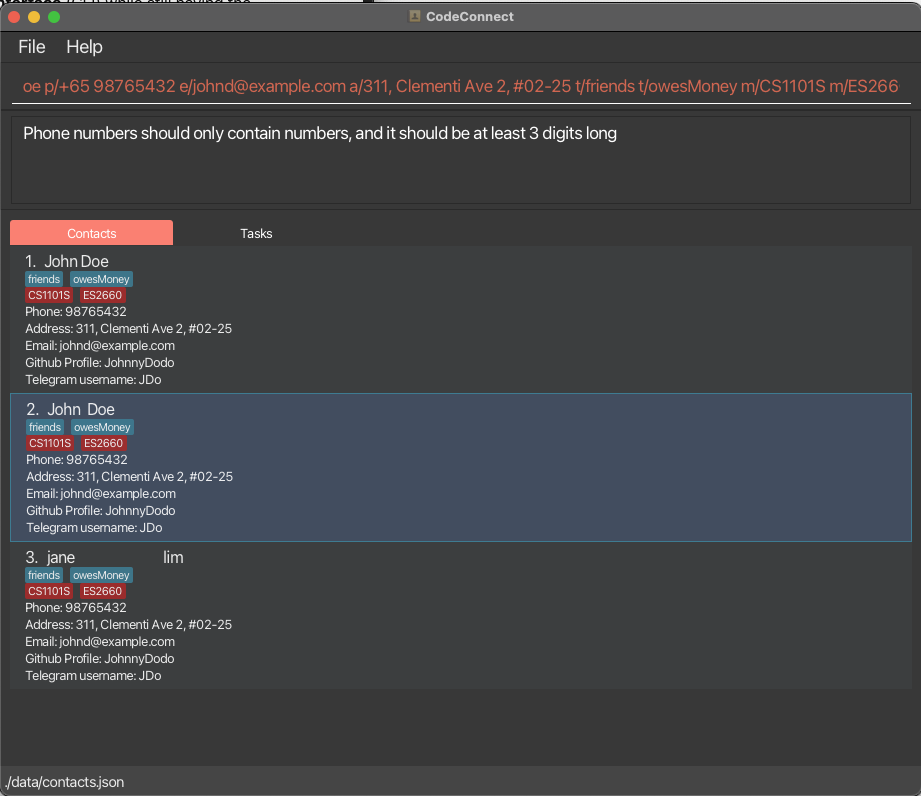 CodeConnect
File Help
oe p/+65 98765432 e/johnd@example.com a/311, Clementi Ave 2, #02-25 t/friends t/owesMoney m/CS1101S m/ES266
Phone numbers should only contain numbers, and it should be at least 3 digits long
Contacts Tasks
1. John Doe
friends owesMoney
CS1101S ES2660
Phone: 98765432
Address: 311, Clementi Ave 2, #02-25
Email: johnd@example.com
Github Profile: JohnnyDodo
Telegram username: JDo
2. John  Doe
friends owesMoney
CS1101S ES2660
Phone: 98765432
Address: 311, Clementi Ave 2, #02-25
Email: johnd@example.com
Github Profile: JohnnyDodo
Telegram username: JDo
3. jane lim
friends owesMoney
CS1101S ES2660
Phone: 98765432
Address: 311, Clementi Ave 2, #02-25
Email: johnd@example.com
Github Profile: JohnnyDodo
Telegram username: JDo
./data/contacts.json